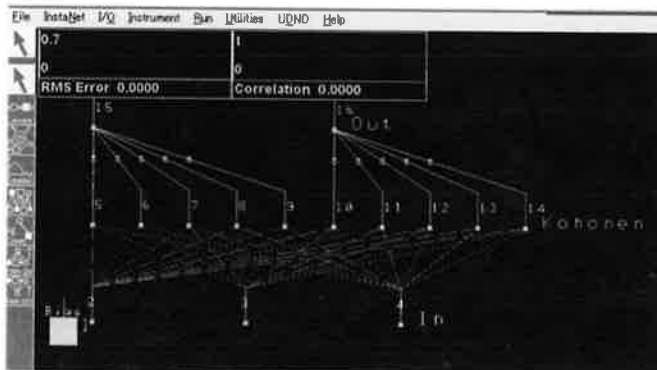 File InstaNet I/O Instrument Run Utilities UDND Help
0.7 1
0 0
RMS Error 0.0000 Correlation 0.0000
15 16
Out
5 6 7 8 9 10 11 12 13 14
Kohonen
2 3 4
Bias 1 In